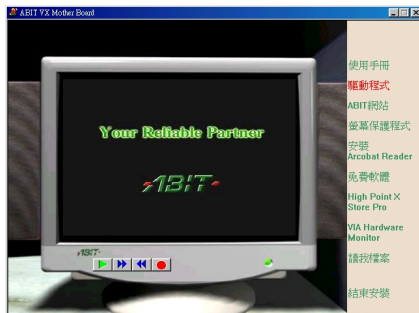 ABIT VX Mother Board
Your Reliable Partner
ABIT
ABIT
使用手冊
驅動程式
ABIT網站
螢幕保護程式
安裝
Arcobat Reader
免費軟體
High Point X
Store Pro
VIA Hardware
Monitor
讀我檔案
結束安裝